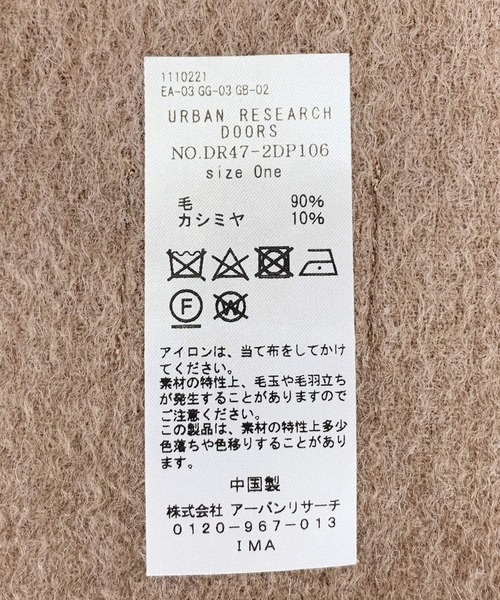 1110221
EA-03 GG-03 GB-02
URBAN RESEARCH
DOORS
NO.DR47-2DP106
size One
毛 90%
カシミヤ 10%
F
W
アイロンは、当て布をしてかけ
てください。
素材の特性上、毛玉や毛羽立ち
が発生することがありますので
ご注意ください。
この製品は、素材の特性上多少
色落ちや色移りすることがあり
ます。
中国製
株式会社 アーバンリサーチ
0120-967-013
IMA